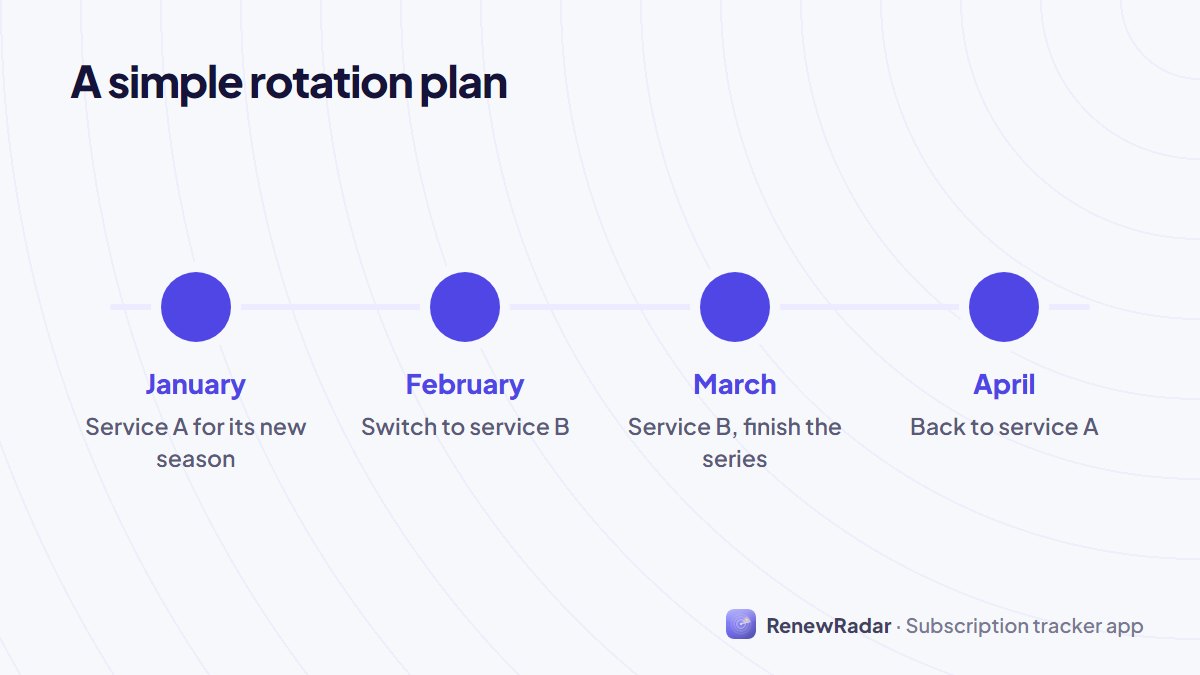 A simple rotation plan
January
Service A for its new
season
February
Switch to service B
March
Service B, finish the
series
April
Back to service A
RenewRadar · Subscription tracker app